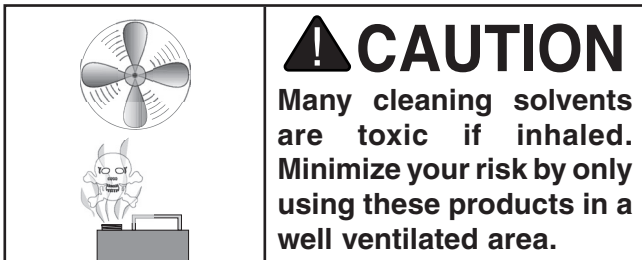 CAUTION
Many cleaning solvents
are toxic if inhaled.
Minimize your risk by only
using these products in a
well ventilated area.